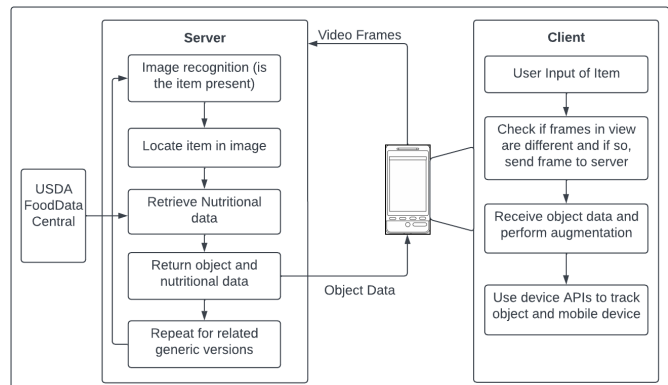 Server
Image recognition (is
the item present)
Locate item in image
Retrieve Nutritional
data
Return object and
nutritional data
Repeat for related
generic versions
USDA
FoodData
Central
Video Frames
Object Data
Client
User Input of Item
Check if frames in view
are different and if so,
send frame to server
Receive object data and
perform augmentation
Use device APIs to track
object and mobile device